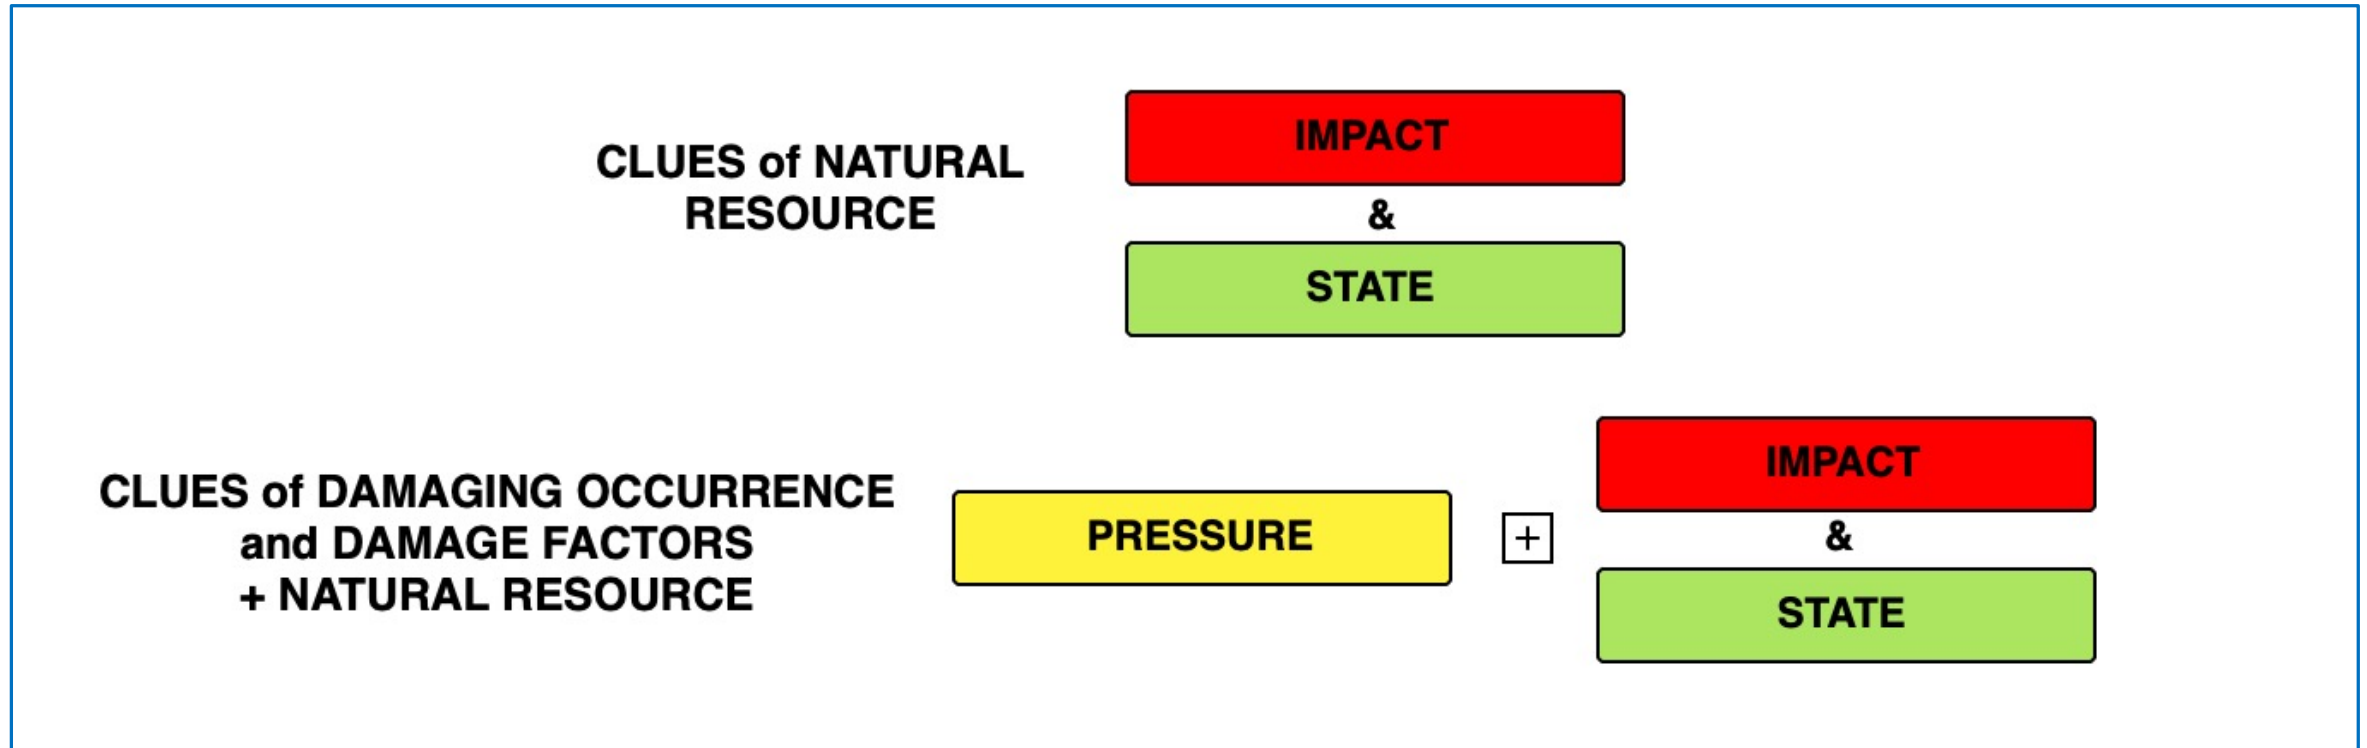 CLUES of NATURAL
RESOURCE
IMPACT
&
STATE
CLUES of DAMAGING OCCURRENCE
and DAMAGE FACTORS
+ NATURAL RESOURCE
PRESSURE
+
IMPACT
&
STATE